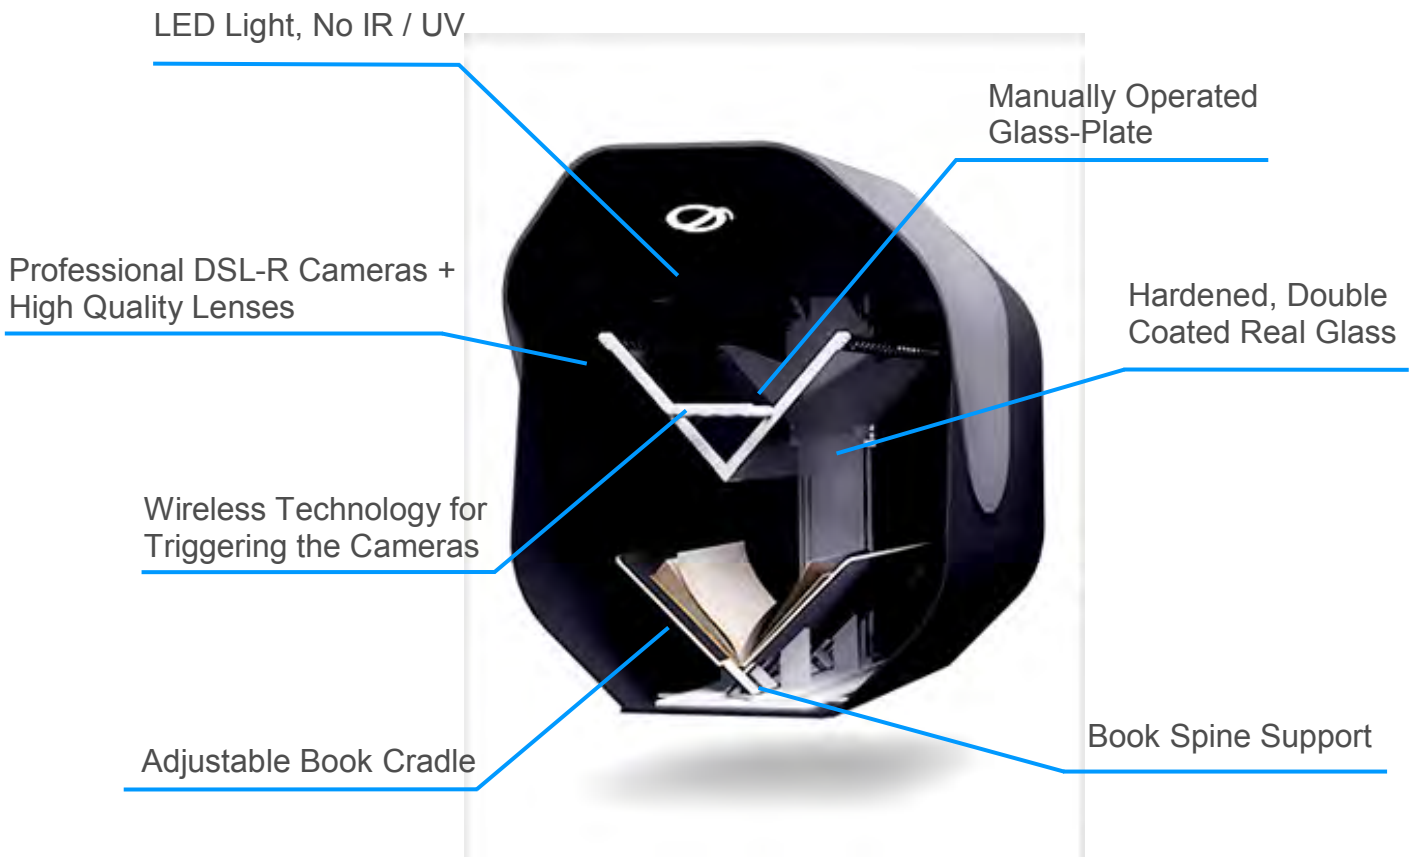 LED Light, No IR / UV
Manually Operated
Glass-Plate
Professional DSL-R Cameras +
High Quality Lenses
Hardened, Double
Coated Real Glass
Wireless Technology for
Triggering the Cameras
Adjustable Book Cradle
Book Spine Support